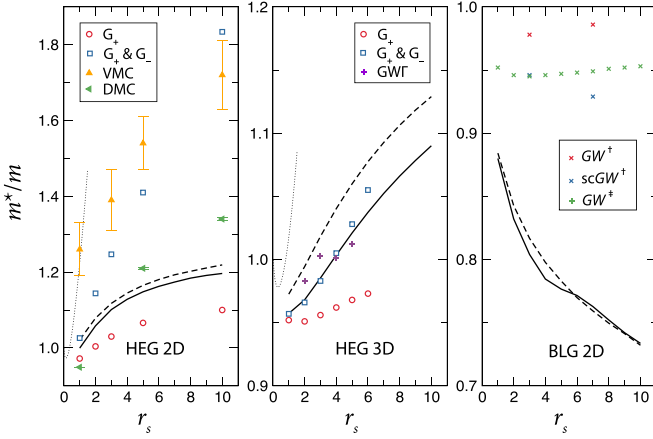 m*/m
1.8
1.6
1.4
1.2
1.0
G+
G+ & G−
VMC
DMC
HEG 2D
0 2 4 6 8 10
rs
1.2
1.1
1.0
0.9
G+
G+ & G−
GWΓ
HEG 3D
0 2 4 6 8 10
rs
1.0
0.9
0.8
0.7
GW†
scGW†
GW‡
BLG 2D
0 2 4 6 8 10
rs